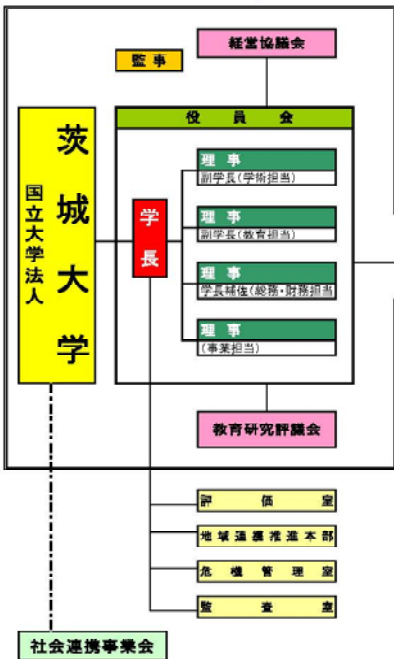 経営協議会
監事
役員会
国立大学法人
茨城大学
学長
理事
副学長(学術担当)
理事
副学長(教育担当)
理事
学長補佐(総務・財務担当
理事
(事業担当)
教育研究評議会
評価室
地域連携推進本部
危機管理室
監査室
社会連携事業会